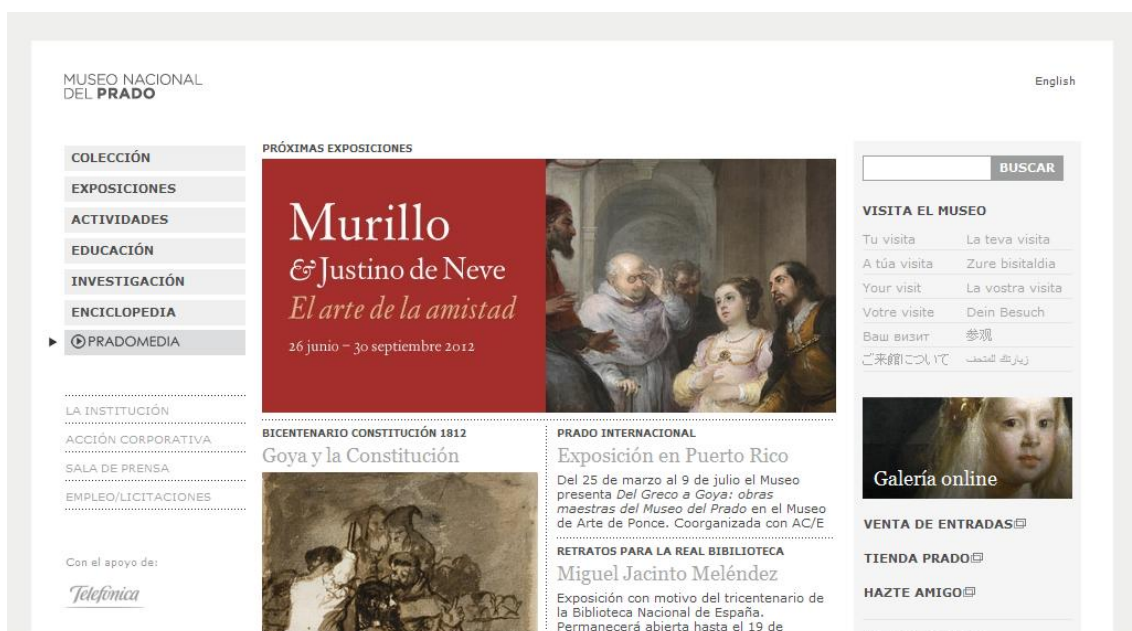 MUSEO NACIONAL
DEL PRADO
English
COLECCIÓN
EXPOSICIONES
ACTIVIDADES
EDUCACIÓN
INVESTIGACIÓN
ENCICLOPEDIA
PRADOMEDIA
LA INSTITUCIÓN
ACCIÓN CORPORATIVA
SALA DE PRENSA
EMPLEO/LICITACIONES
Con el apoyo de:
Telefónica
PRÓXIMAS EXPOSICIONES
Murillo
& Justino de Neve
El arte de la amistad
26 junio – 30 septiembre 2012
BICENTENARIO CONSTITUCIÓN 1812
Goya y la Constitución
PRADO INTERNACIONAL
Exposición en Puerto Rico
Del 25 de marzo al 9 de julio el Museo
presenta Del Greco a Goya: obras
maestras del Museo del Prado en el Museo
de Arte de Ponce. Coorganizada con AC/E
RETRATOS PARA LA REAL BIBILIOTECA
Miguel Jacinto Meléndez
Exposición con motivo del tricentenario de
la Biblioteca Nacional de España.
Permanecerá abierta hasta el 19 de
BUSCAR
VISITA EL MUSEO
Tu visita La teva visita
A túa visita Zure bisitaldia
Your visit La vostra visita
Votre visite Dein Besuch
Ваш визит 参观
ご来館について زيارتك للمتحف
Galería online
VENTA DE ENTRADAS
TIENDA PRADO
HAZTE AMIGO